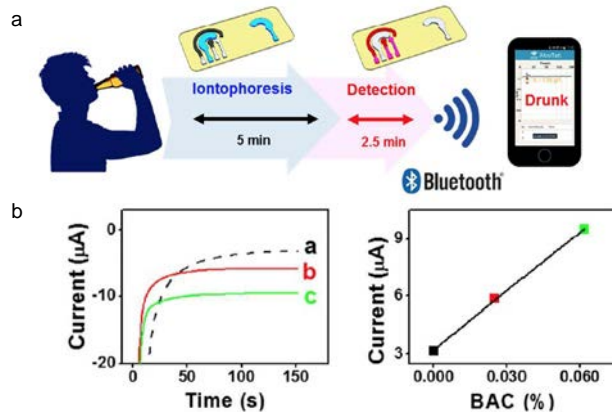 a
Iontophoresis
Detection
5 min
2.5 min
Drunk
Bluetooth®
b
Current (μA)
0
-10
-20
a
b
c
0
50
100
150
Time (s)
Current (μA)
9
6
3
0.000
0.030
0.060
BAC (%)